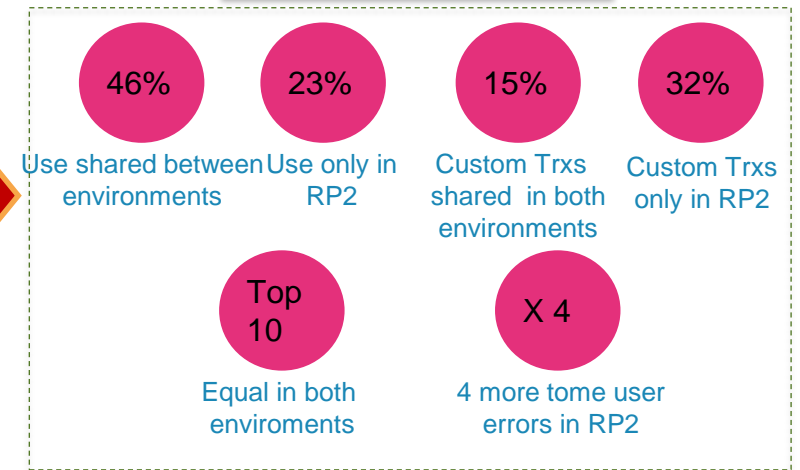 46%
23%
15%
32%
Use shared between
environments
Use only in
RP2
Custom Trxs
shared in both
environments
Custom Trxs
only in RP2
Top
10
X 4
Equal in both
enviroments
4 more tome user
errors in RP2